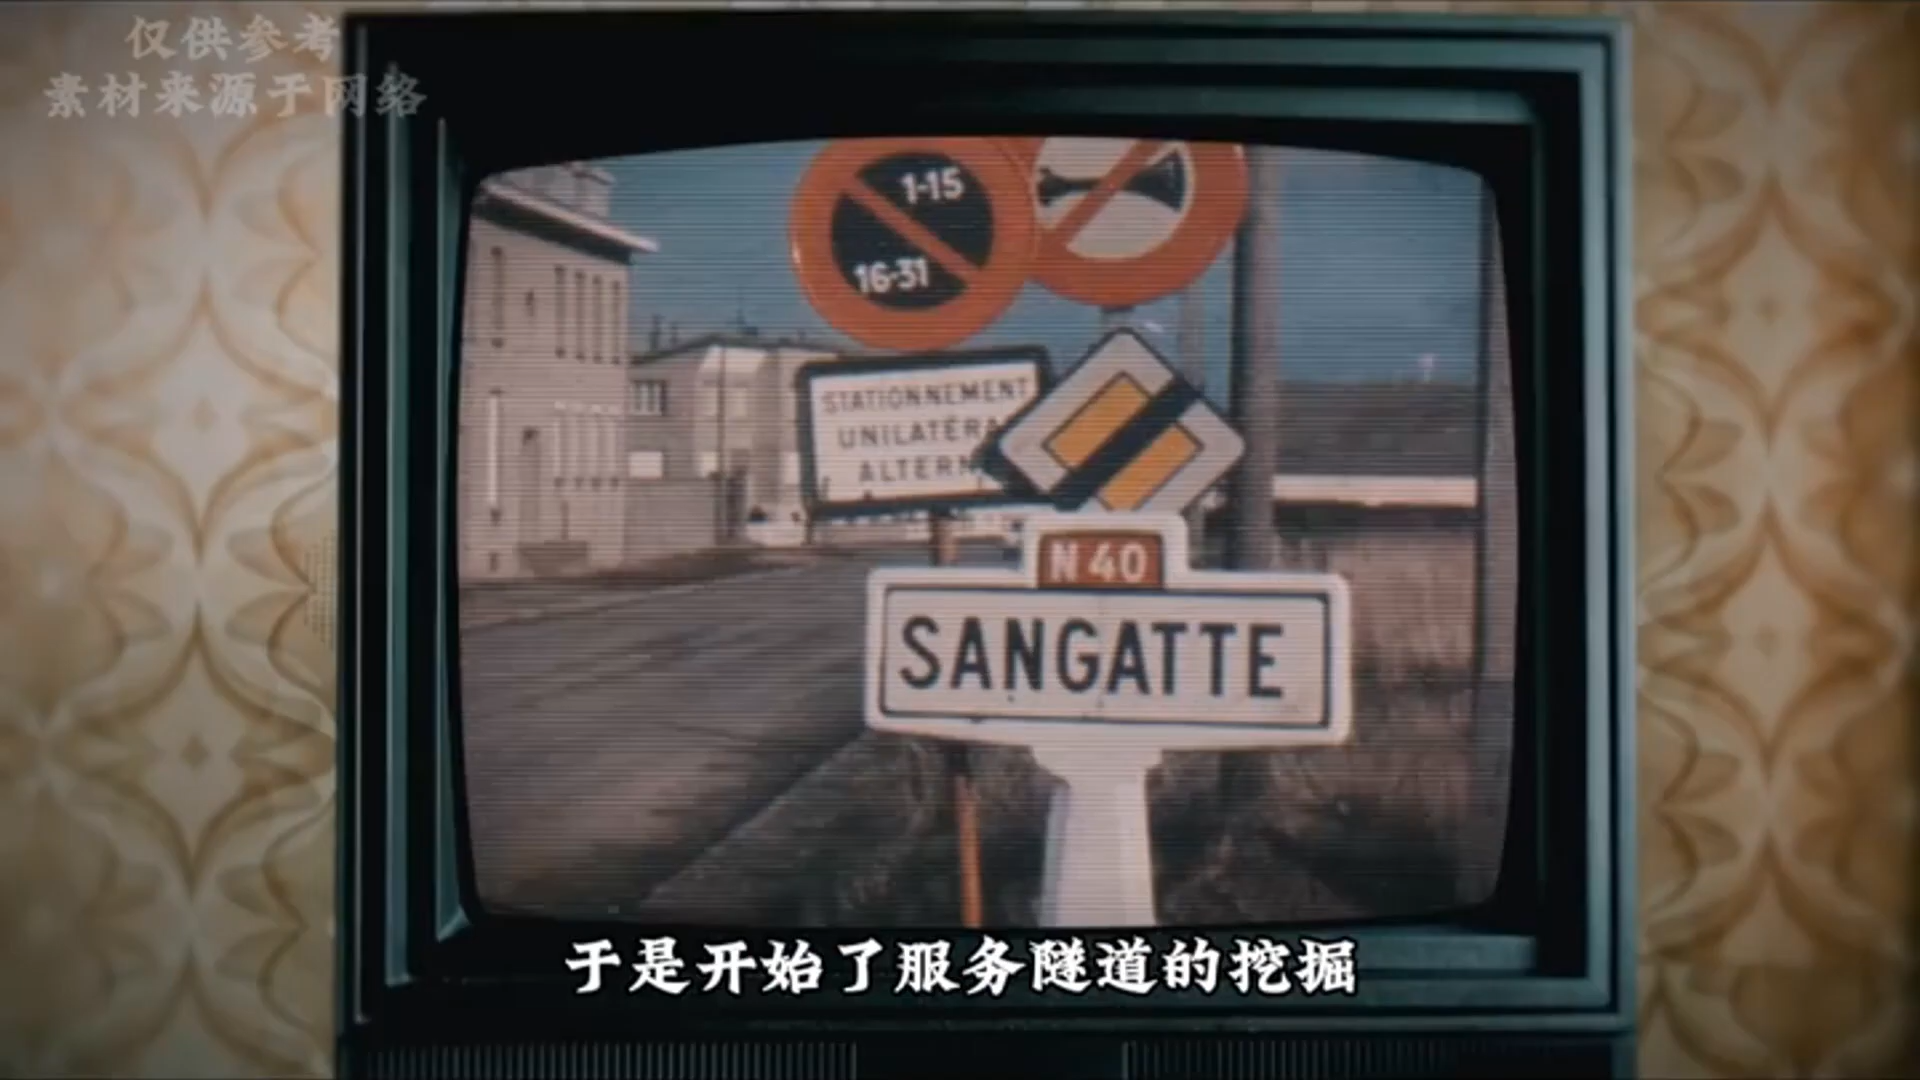 仅供参考
素材来源于网络
1-15
16-31
STATIONNEMENT
UNILATÉRA
ALTERN
N 40
SANGATTE
于是开始了服务隧道的挖掘